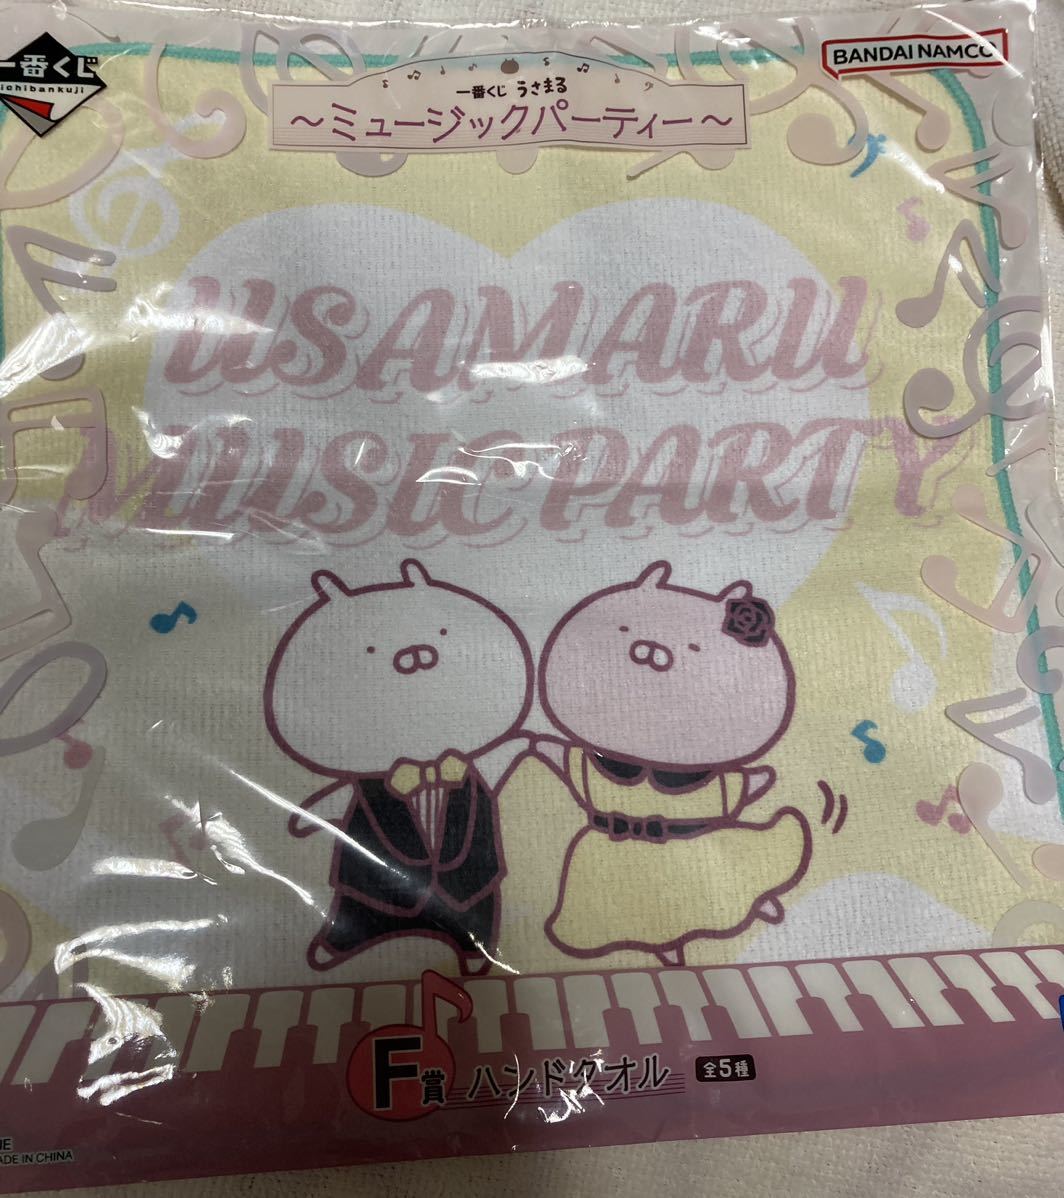 一番くじ
ichibankuji
BANDAI NAMCO
一番くじ うさまる
～ミュージックパーティー～
USAMARU
MUSIC PARTY
F賞 ハンドタオル 全5種
MADE IN CHINA